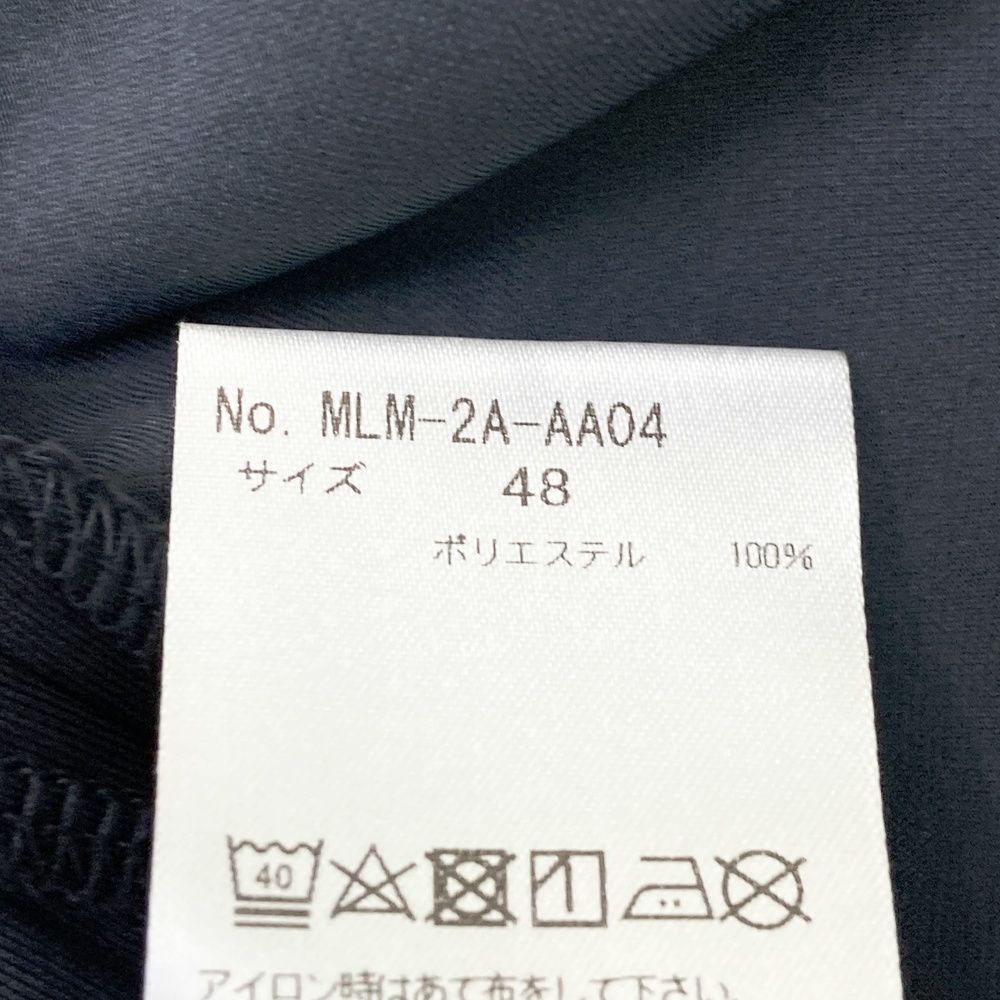 No. MLM-2A-AA04
サイズ 48
ポリエステル 100%
40
アイロン時はあて布をして下さい。